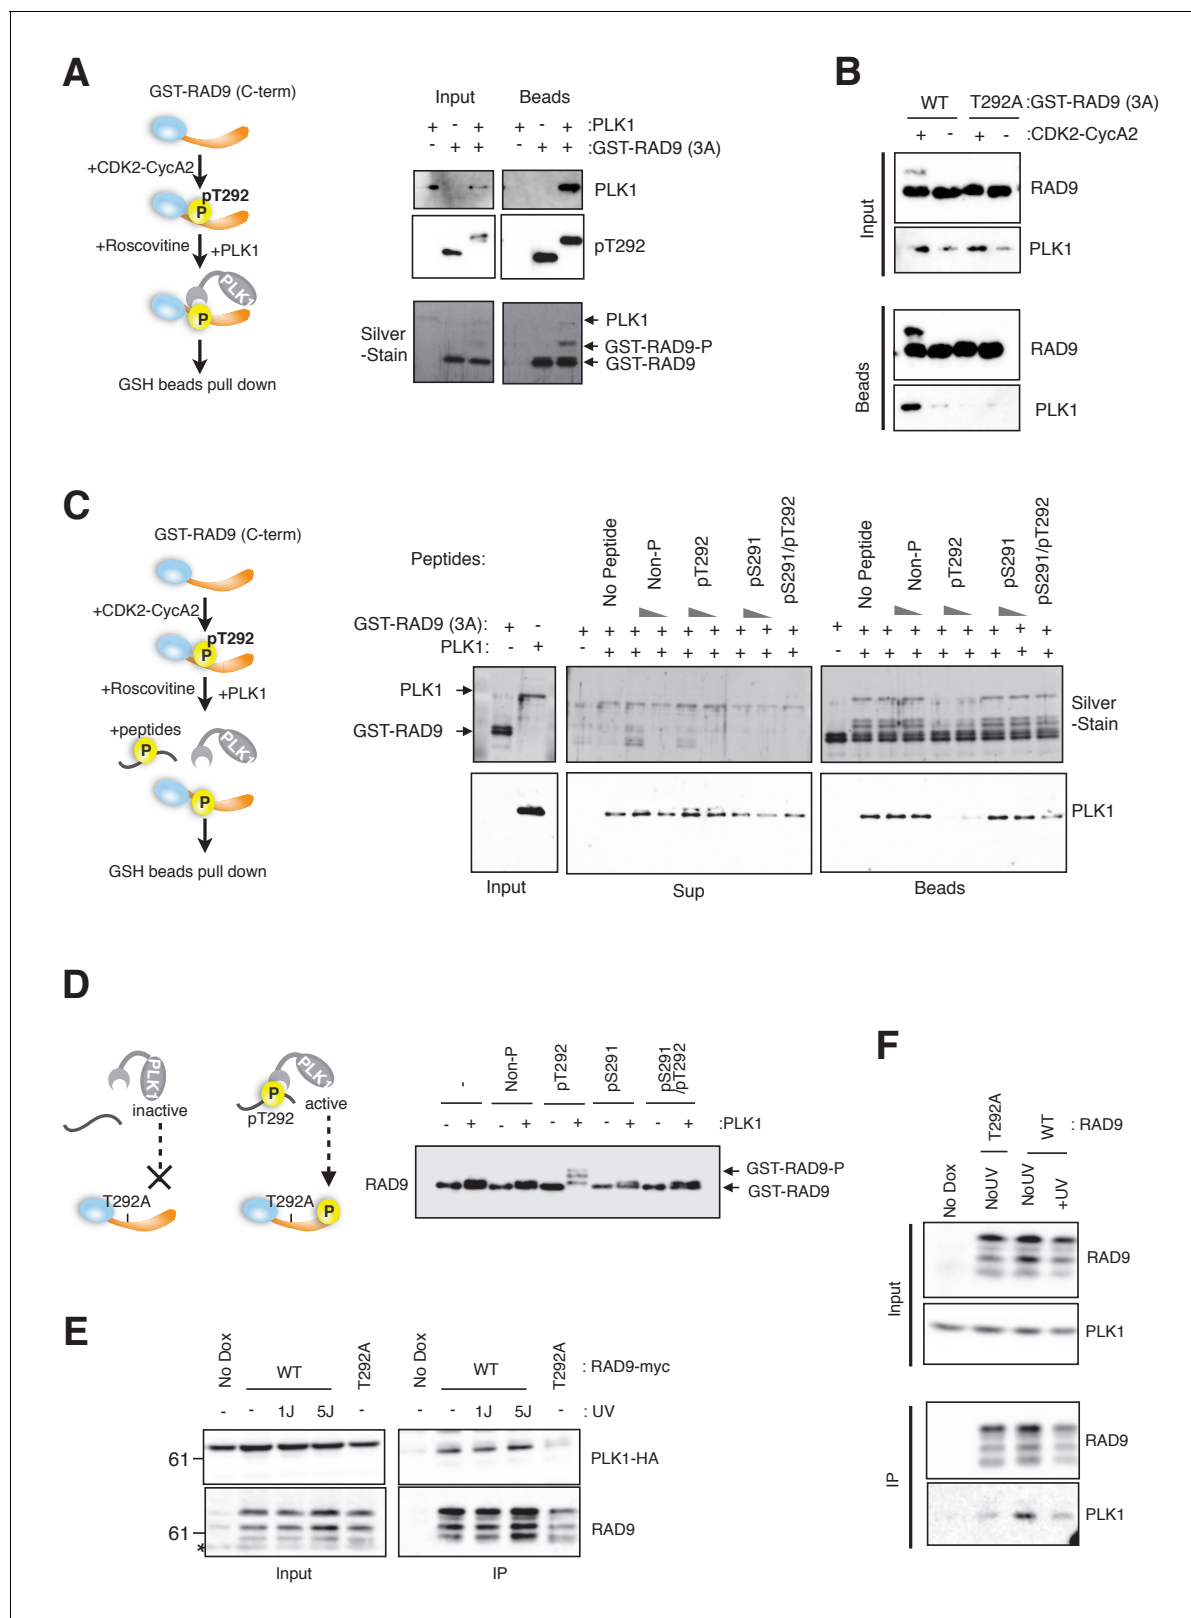 A
GST-RAD9 (C-term)
+CDK2-CycA2
pT292
P
+Roscovitine
+PLK1
PLK1
P
GSH beads pull down
Input
Beads
+ - + + - + :PLK1
- + + - + + :GST-RAD9 (3A)
PLK1
pT292
Silver
-Stain
PLK1
GST-RAD9-P
GST-RAD9
B
WT T292A :GST-RAD9 (3A)
+ - + - :CDK2-CycA2
Input
RAD9
PLK1
Beads
RAD9
PLK1
C
GST-RAD9 (C-term)
+CDK2-CycA2
pT292
P
+Roscovitine
+PLK1
+peptides
P
PLK1
P
GSH beads pull down
Peptides:
No Peptide
Non-P
pT292
pS291
pS291/pT292
No Peptide
Non-P
pT292
pS291
pS291/pT292
GST-RAD9 (3A): + - + + + + + + + + + + + + + + + + + +
PLK1: - + - + + + + + + + + - + + + + + + + +
PLK1
GST-RAD9
Silver
-Stain
PLK1
Input
Sup
Beads
D
PLK1
inactive
T292A
PLK1
P
pT292
active
T292A
P
-
Non-P
pT292
pS291
pS291
/pT292
- + - + - + - + - + :PLK1
RAD9
GST-RAD9-P
GST-RAD9
E
No Dox
WT
T292A
No Dox
WT
T292A
: RAD9-myc
- - 1J 5J - - - 1J 5J - : UV
61
PLK1-HA
61
*
RAD9
Input
IP
F
T292A
WT
: RAD9
No Dox
NoUV
NoUV
+UV
Input
RAD9
PLK1
IP
RAD9
PLK1